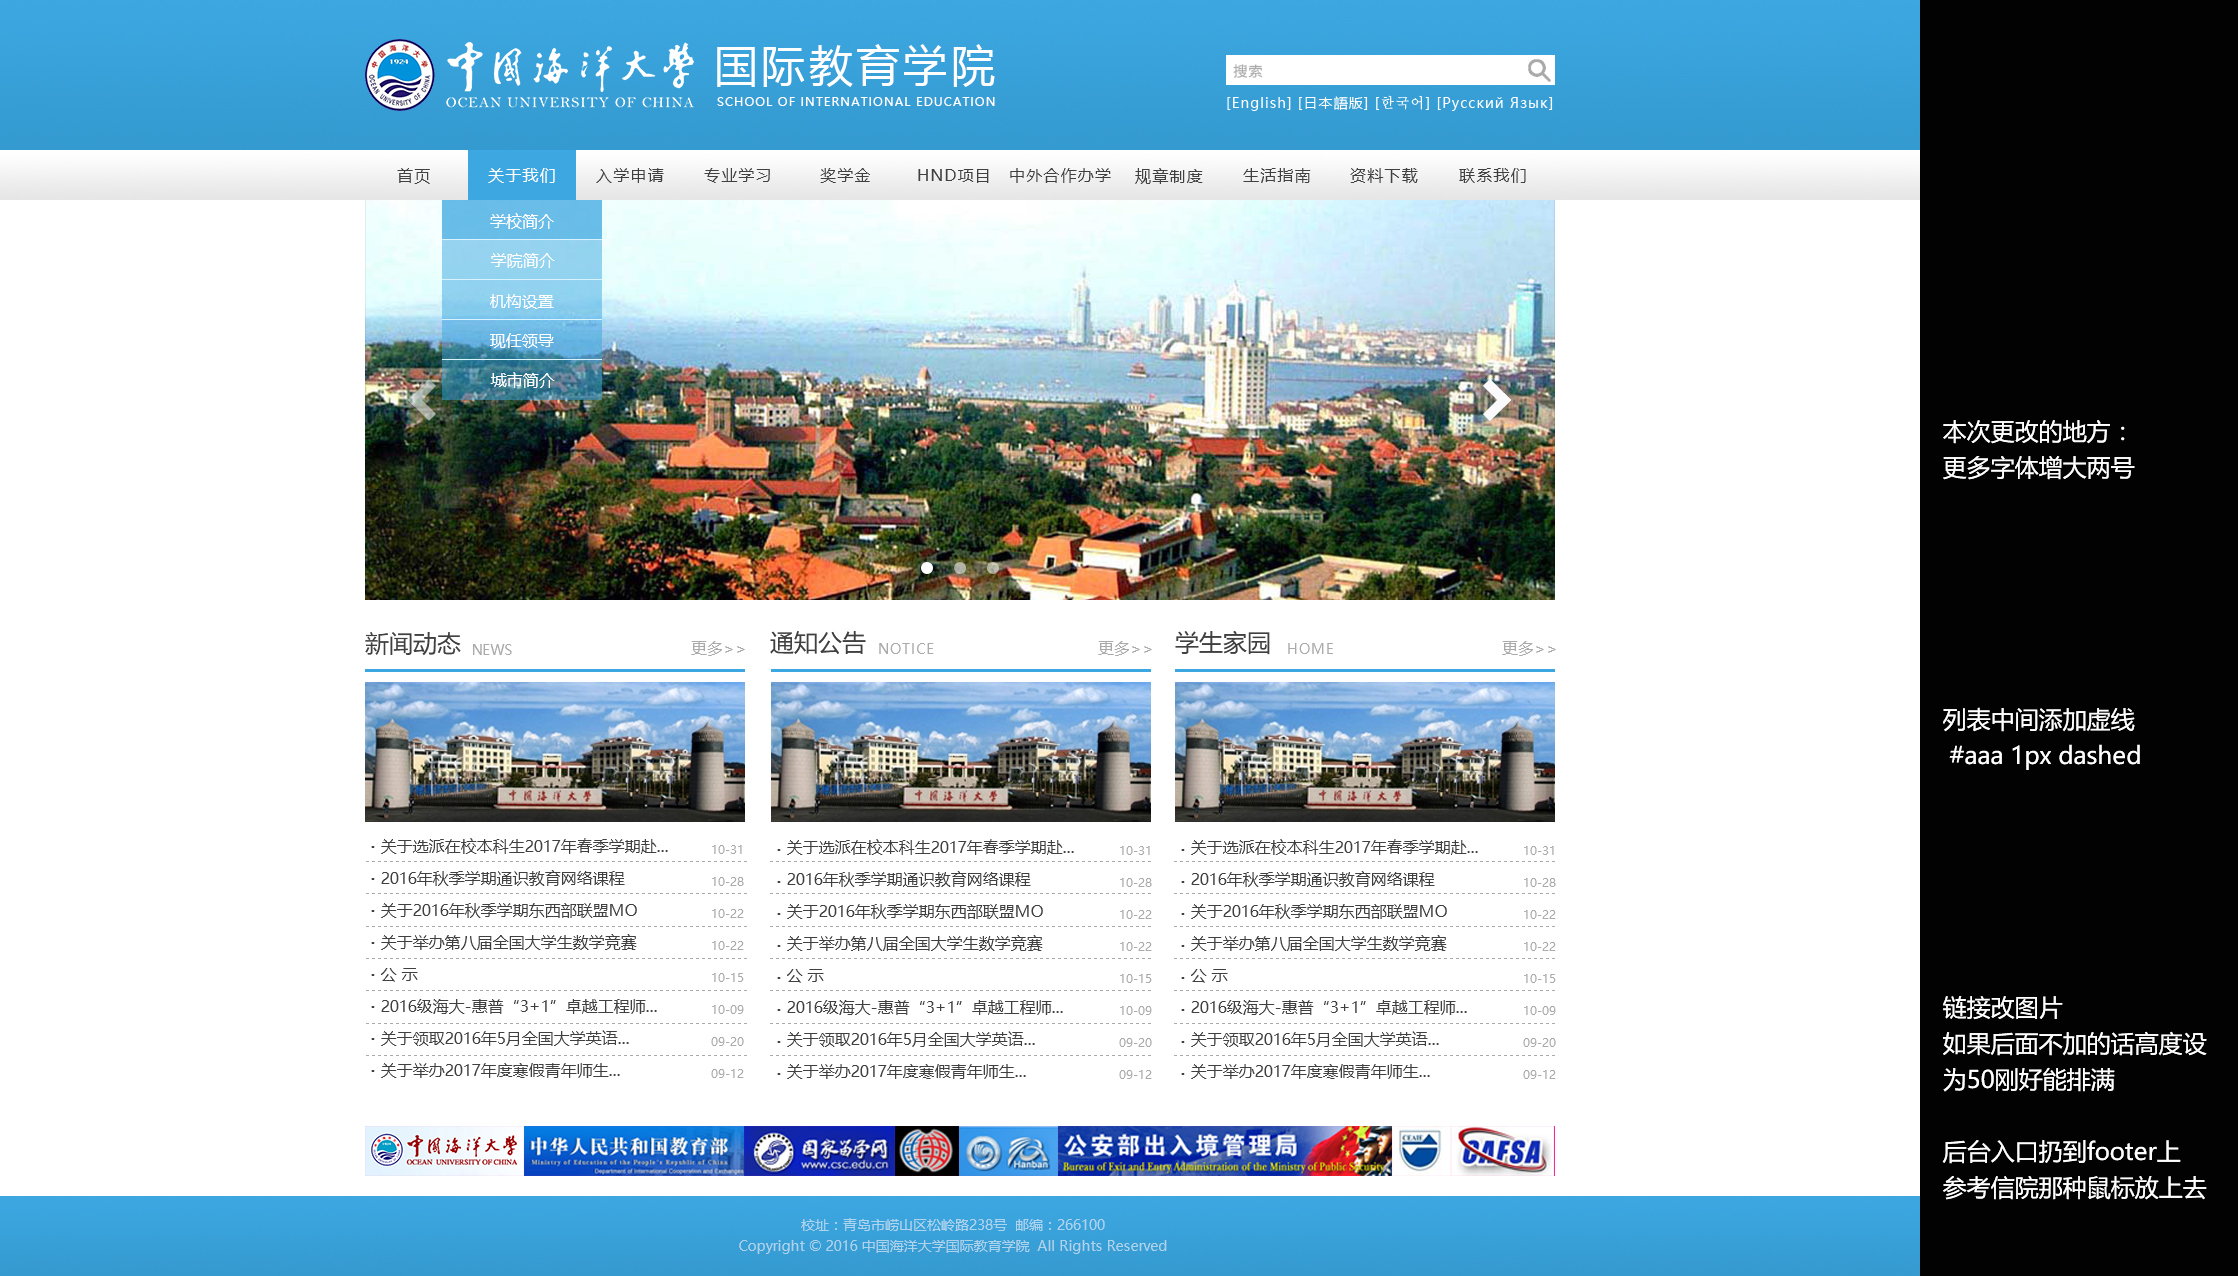 中国海洋大学
1924
OCEAN UNIVERSITY OF CHINA
中国海洋大学
OCEAN UNIVERSITY OF CHINA
国际教育学院
SCHOOL OF INTERNATIONAL EDUCATION
搜索
[English] [日本語版] [한국어] [Русский Язык]
首页 关于我们 入学申请 专业学习 奖学金 HND项目 中外合作办学 规章制度 生活指南 资料下载 联系我们
学校简介
学院简介
机构设置
现任领导
城市简介
本次更改的地方：
更多字体增大两号
新闻动态 NEWS 更多>>
中国海洋大学
·关于选派在校本科生2017年春季学期赴... 10-31
·2016年秋季学期通识教育网络课程 10-28
·关于2016年秋季学期东西部联盟MO 10-22
·关于举办第八届全国大学生数学竞赛 10-22
·公 示 10-15
·2016级海大-惠普“3+1”卓越工程师... 10-09
·关于领取2016年5月全国大学英语... 09-20
·关于举办2017年度寒假青年师生... 09-12
通知公告 NOTICE 更多>>
中国海洋大学
·关于选派在校本科生2017年春季学期赴... 10-31
·2016年秋季学期通识教育网络课程 10-28
·关于2016年秋季学期东西部联盟MO 10-22
·关于举办第八届全国大学生数学竞赛 10-22
·公 示 10-15
·2016级海大-惠普“3+1”卓越工程师... 10-09
·关于领取2016年5月全国大学英语... 09-20
·关于举办2017年度寒假青年师生... 09-12
学生家园 HOME 更多>>
中国海洋大学
·关于选派在校本科生2017年春季学期赴... 10-31
·2016年秋季学期通识教育网络课程 10-28
·关于2016年秋季学期东西部联盟MO 10-22
·关于举办第八届全国大学生数学竞赛 10-22
·公 示 10-15
·2016级海大-惠普“3+1”卓越工程师... 10-09
·关于领取2016年5月全国大学英语... 09-20
·关于举办2017年度寒假青年师生... 09-12
列表中间添加虚线
#aaa 1px dashed
链接改图片
如果后面不加的话高度设
为50刚好能排满
后台入口扔到footer上
参考信院那种鼠标放上去
中国海洋大学
OCEAN UNIVERSITY OF CHINA
中华人民共和国教育部
Ministry of Education of the People's Republic of China
Department of International Cooperation and Exchanges
国家留学网
www.csc.edu.cn
Hanban
公安部出入境管理局
Bureau of Exit and Entry Administration of the Ministry of Public Security
CEAIE
CAFSA
校址：青岛市崂山区松岭路238号 邮编：266100
Copyright © 2016 中国海洋大学国际教育学院 All Rights Reserved